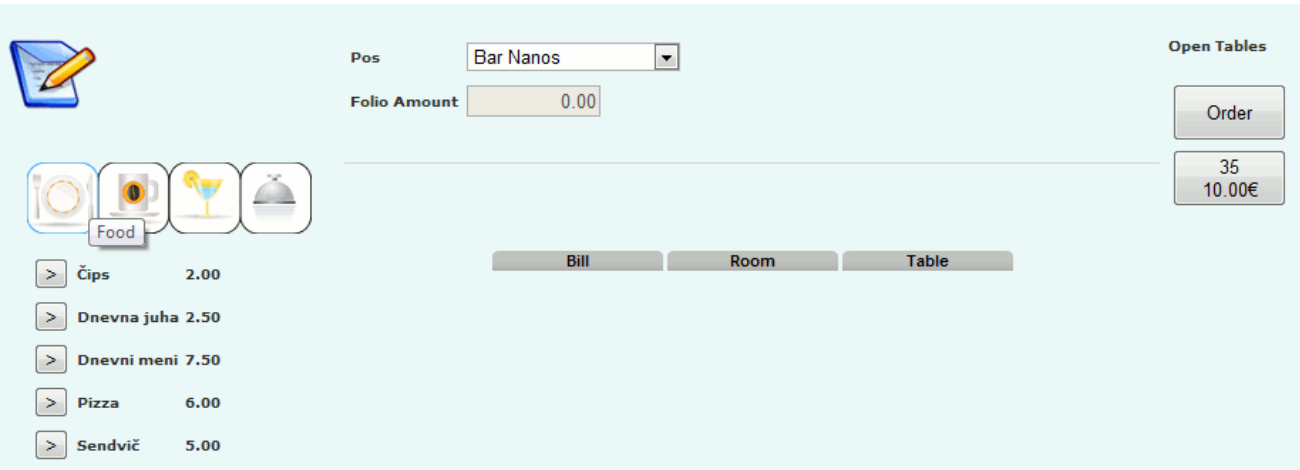 Pos Bar Nanos
Folio Amount 0.00
Open Tables
Order
35
10.00€
Food
> Čips 2.00
> Dnevna juha 2.50
> Dnevni meni 7.50
> Pizza 6.00
> Sendvič 5.00
Bill Room Table